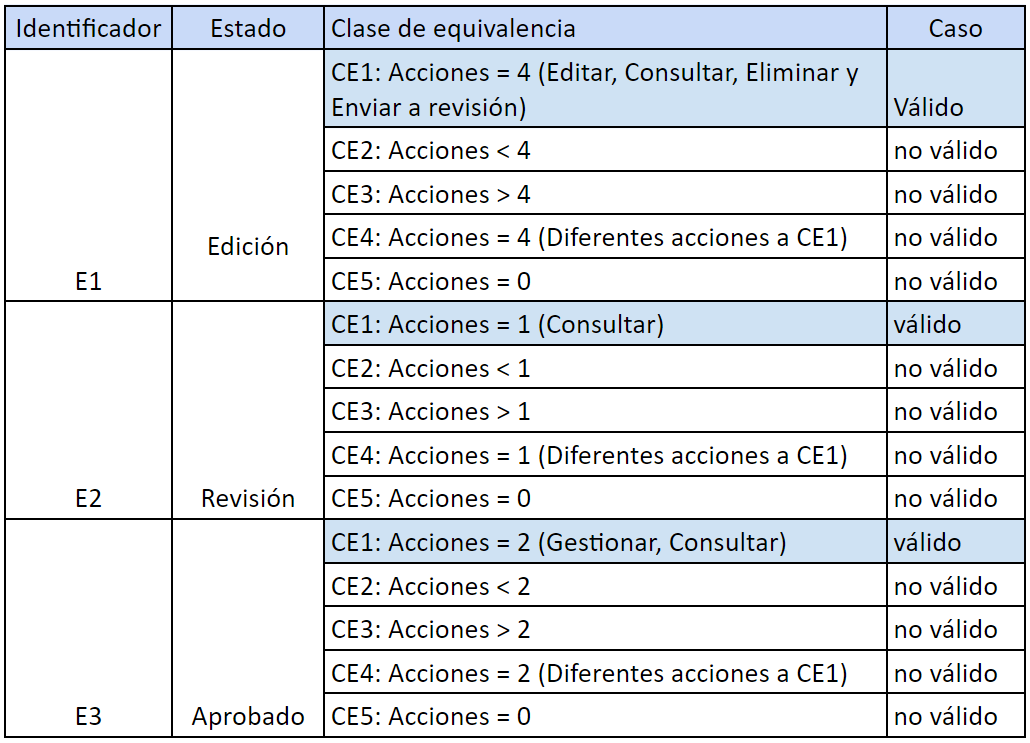 Identificador Estado Clase de equivalencia Caso
CE1: Acciones = 4 (Editar, Consultar, Eliminar y
Enviar a revisión) Válido
CE2: Acciones < 4 no válido
CE3: Acciones > 4 no válido
Edición CE4: Acciones = 4 (Diferentes acciones a CE1) no válido
E1 CE5: Acciones = 0 no válido
CE1: Acciones = 1 (Consultar) válido
CE2: Acciones < 1 no válido
CE3: Acciones > 1 no válido
CE4: Acciones = 1 (Diferentes acciones a CE1) no válido
E2 Revisión CE5: Acciones = 0 no válido
CE1: Acciones = 2 (Gestionar, Consultar) válido
CE2: Acciones < 2 no válido
CE3: Acciones > 2 no válido
CE4: Acciones = 2 (Diferentes acciones a CE1) no válido
E3 Aprobado CE5: Acciones = 0 no válido